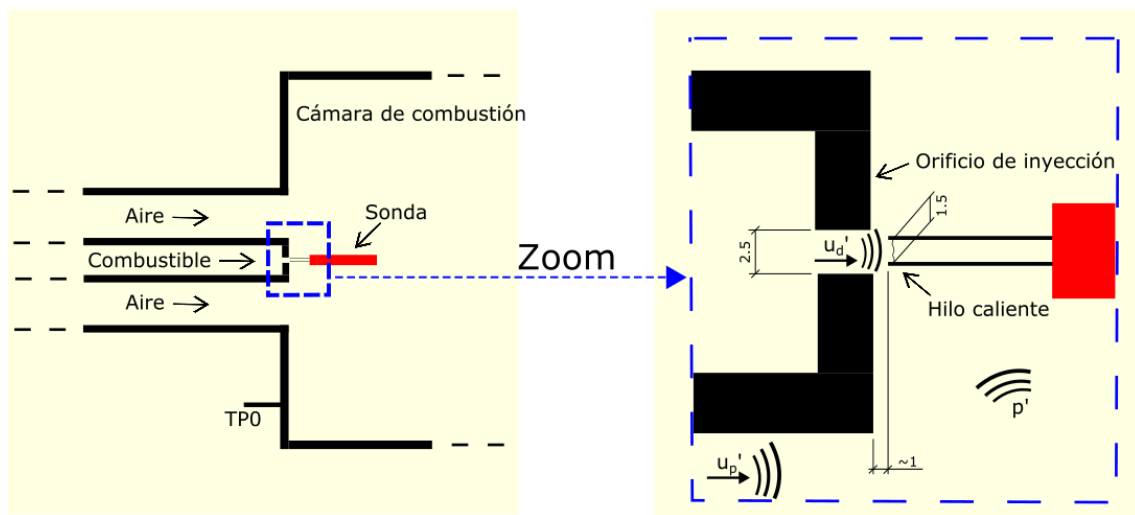 Cámara de combustión
Aire
Sonda
Combustible
Aire
TP0
Zoom
Orificio de inyección
1.5
2.5
u_d'
Hilo caliente
p'
u_p'
~1